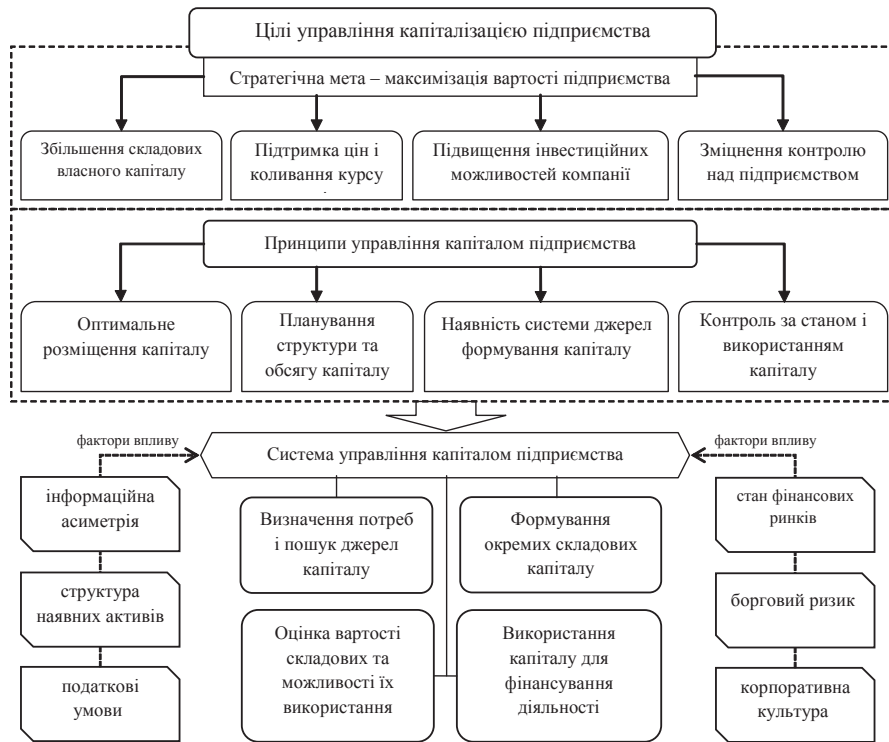 Цілі управління капіталізацією підприємства
Стратегічна мета – максимізація вартості підприємства
Збільшення складових
власного капіталу
Підтримка цін і
коливання курсу
Підвищення інвестиційних
можливостей компанії
Зміцнення контролю
над підприємством
Принципи управління капіталом підприємства
Оптимальне
розміщення капіталу
Планування
структури та
обсягу капіталу
Наявність системи джерел
формування капіталу
Контроль за станом і
використанням
капіталу
фактори впливу
Система управління капіталом підприємства
фактори впливу
інформаційна
асиметрія
структура
наявних активів
податкові
умови
Визначення потреб
і пошук джерел
капіталу
Формування
окремих складових
капіталу
Оцінка вартості
складових та
можливості їх
використання
Використання
капіталу для
фінансування
діяльності
стан фінансових
ринків
борговий ризик
корпоративна
культура